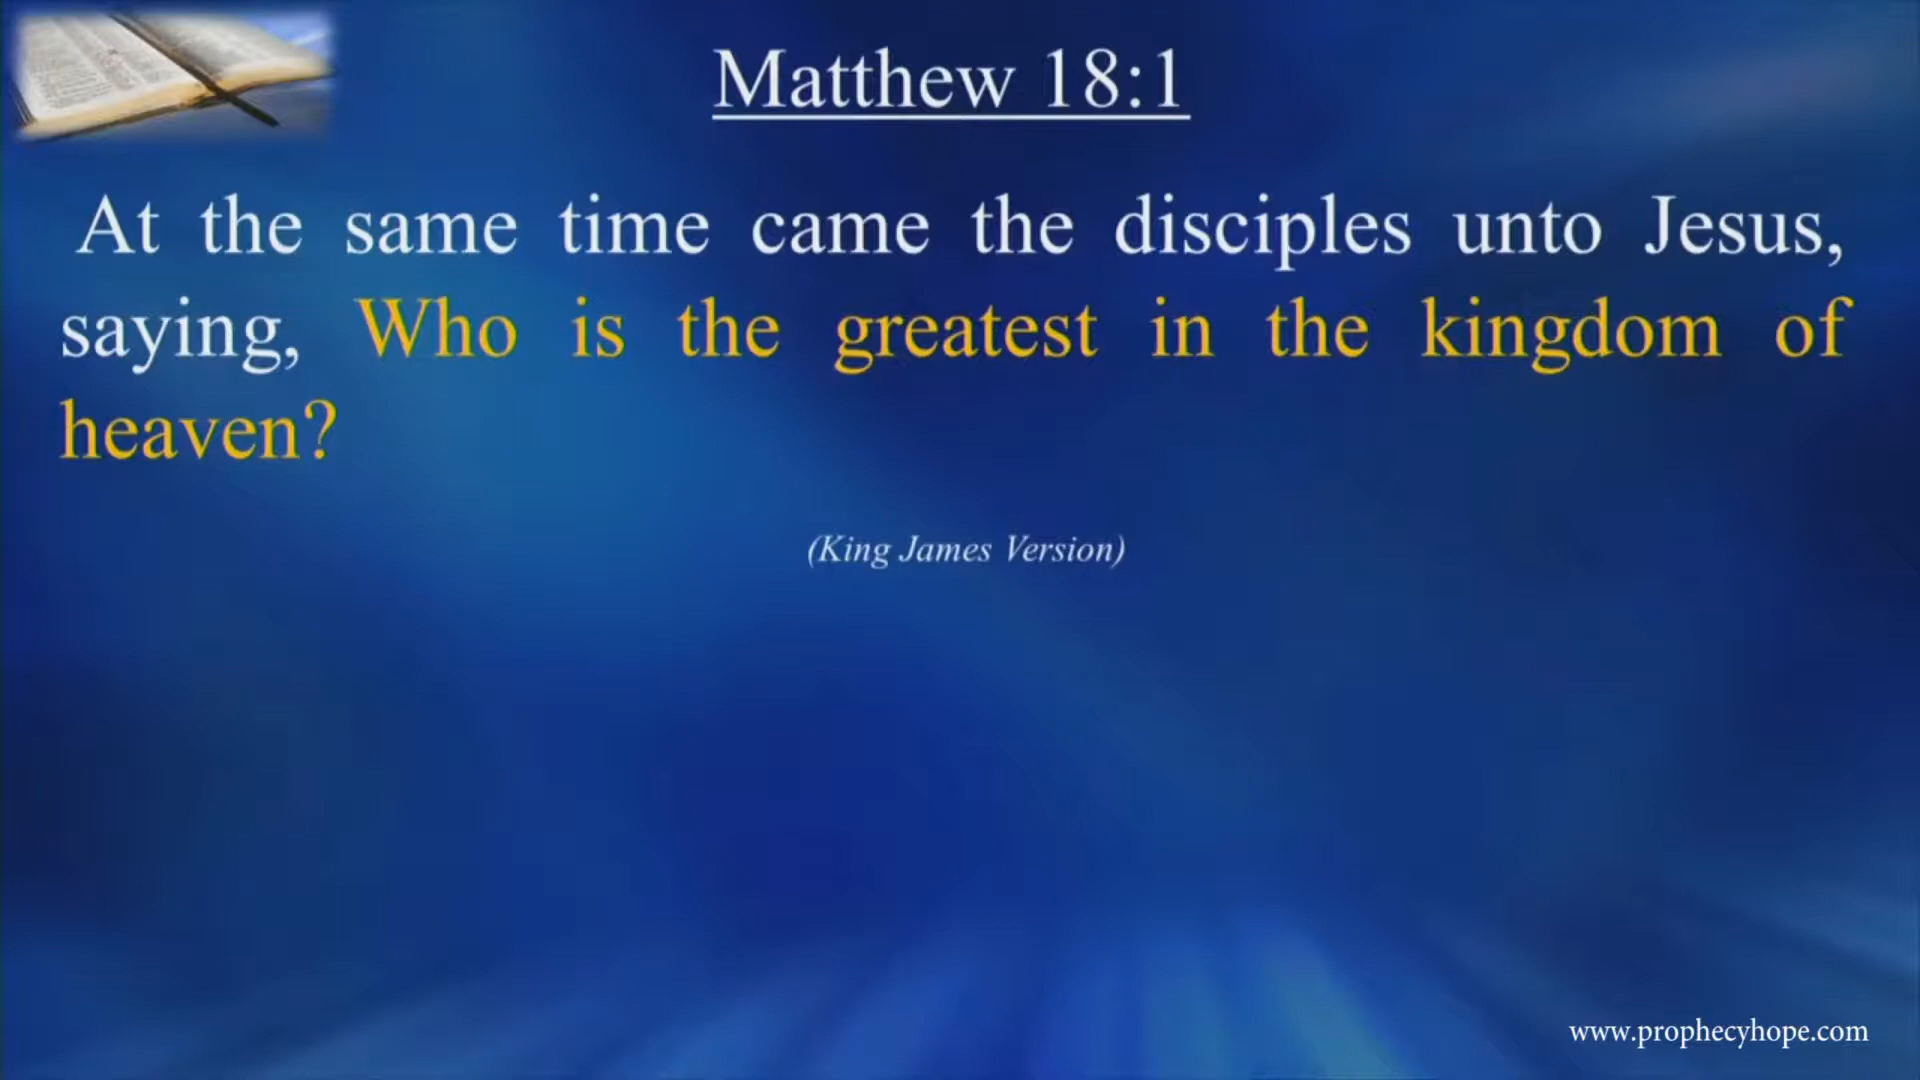 Matthew 18:1
At the same time came the disciples unto Jesus,
saying, Who is the greatest in the kingdom of
heaven?
(King James Version)
www.prophecyhope.com